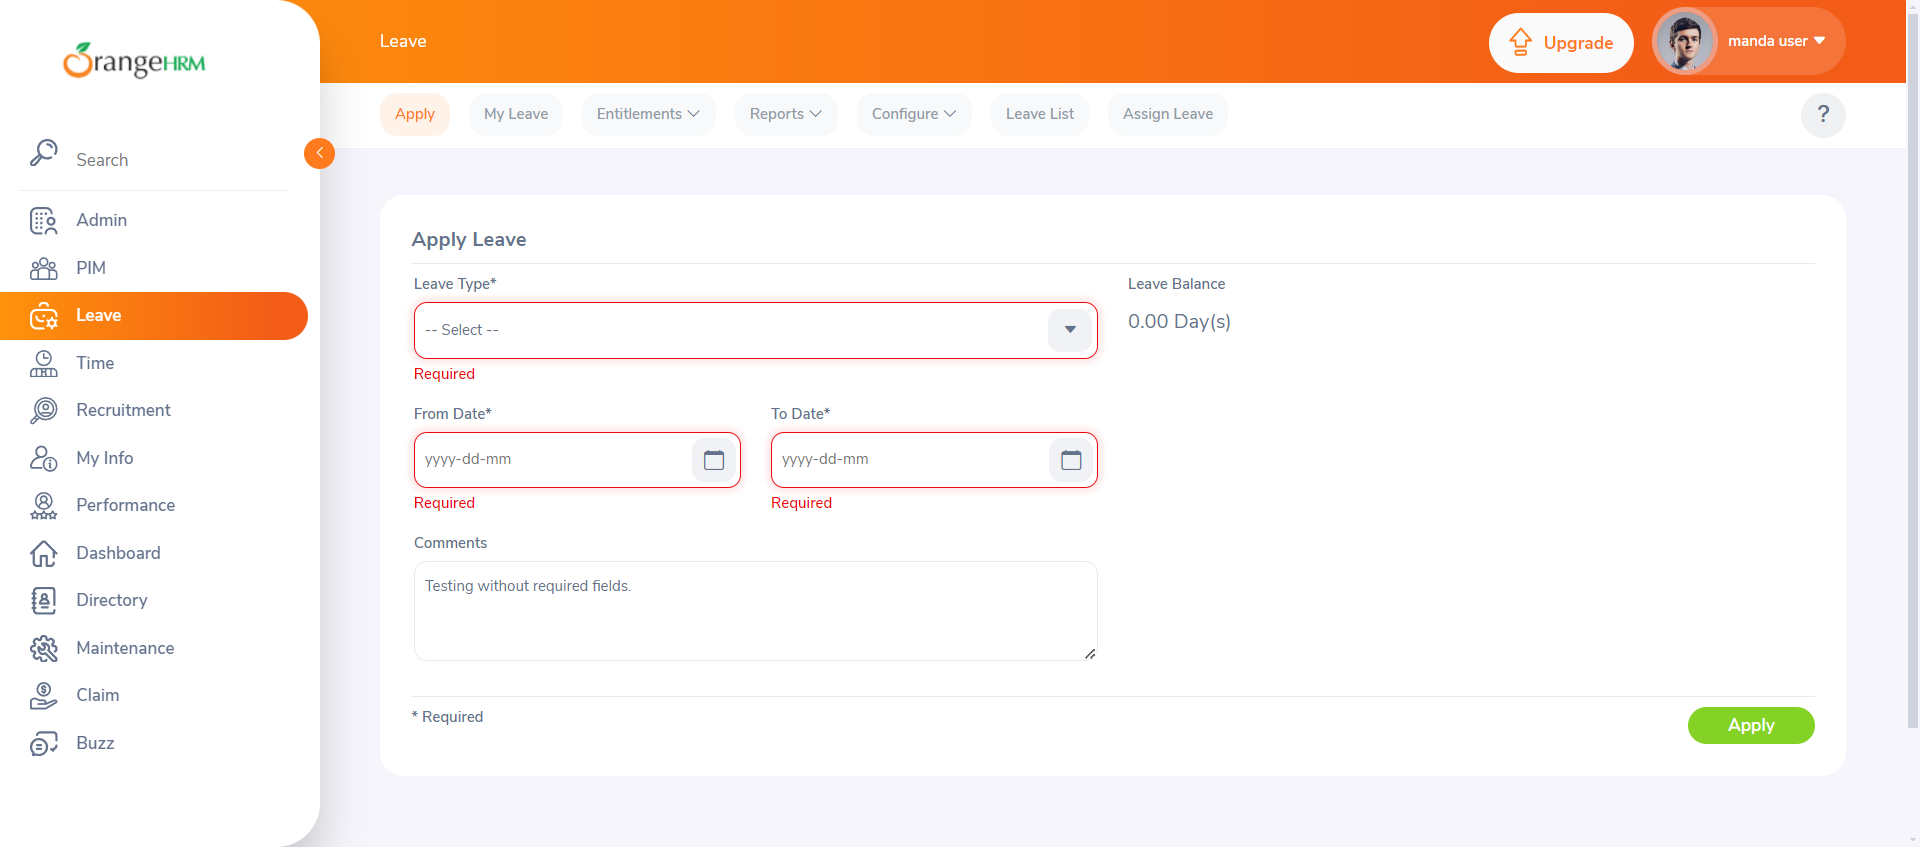 OrangeHRM
Search
Admin
PIM
Leave
Time
Recruitment
My Info
Performance
Dashboard
Directory
Maintenance
Claim
Buzz
Leave
Upgrade
manda user
Apply
My Leave
Entitlements
Reports
Configure
Leave List
Assign Leave
?
Apply Leave
Leave Type*
-- Select --
Required
Leave Balance
0.00 Day(s)
From Date*
yyyy-dd-mm
Required
To Date*
yyyy-dd-mm
Required
Comments
Testing without required fields.
* Required
Apply